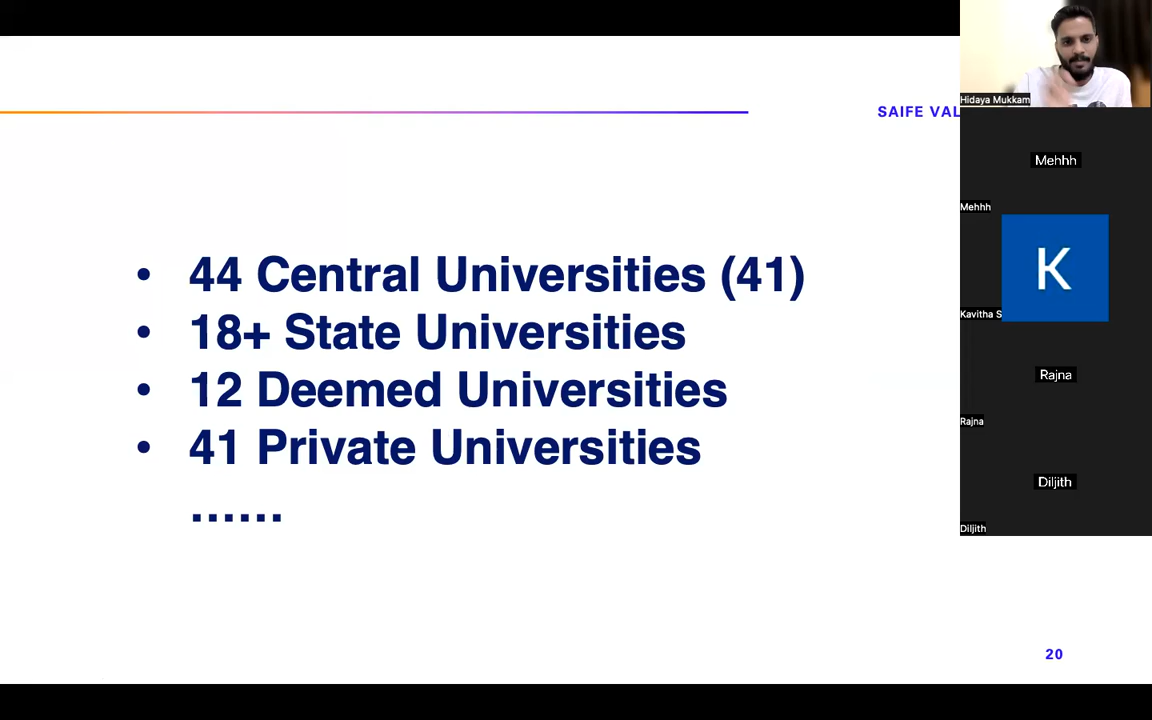 SAIFE VAL
• 44 Central Universities (41)
• 18+ State Universities
• 12 Deemed Universities
• 41 Private Universities
......
20
Hidaya Mukkam
Mehhh
Mehhh
K
Kavitha S
Rajna
Rajna
Diljith
Diljith